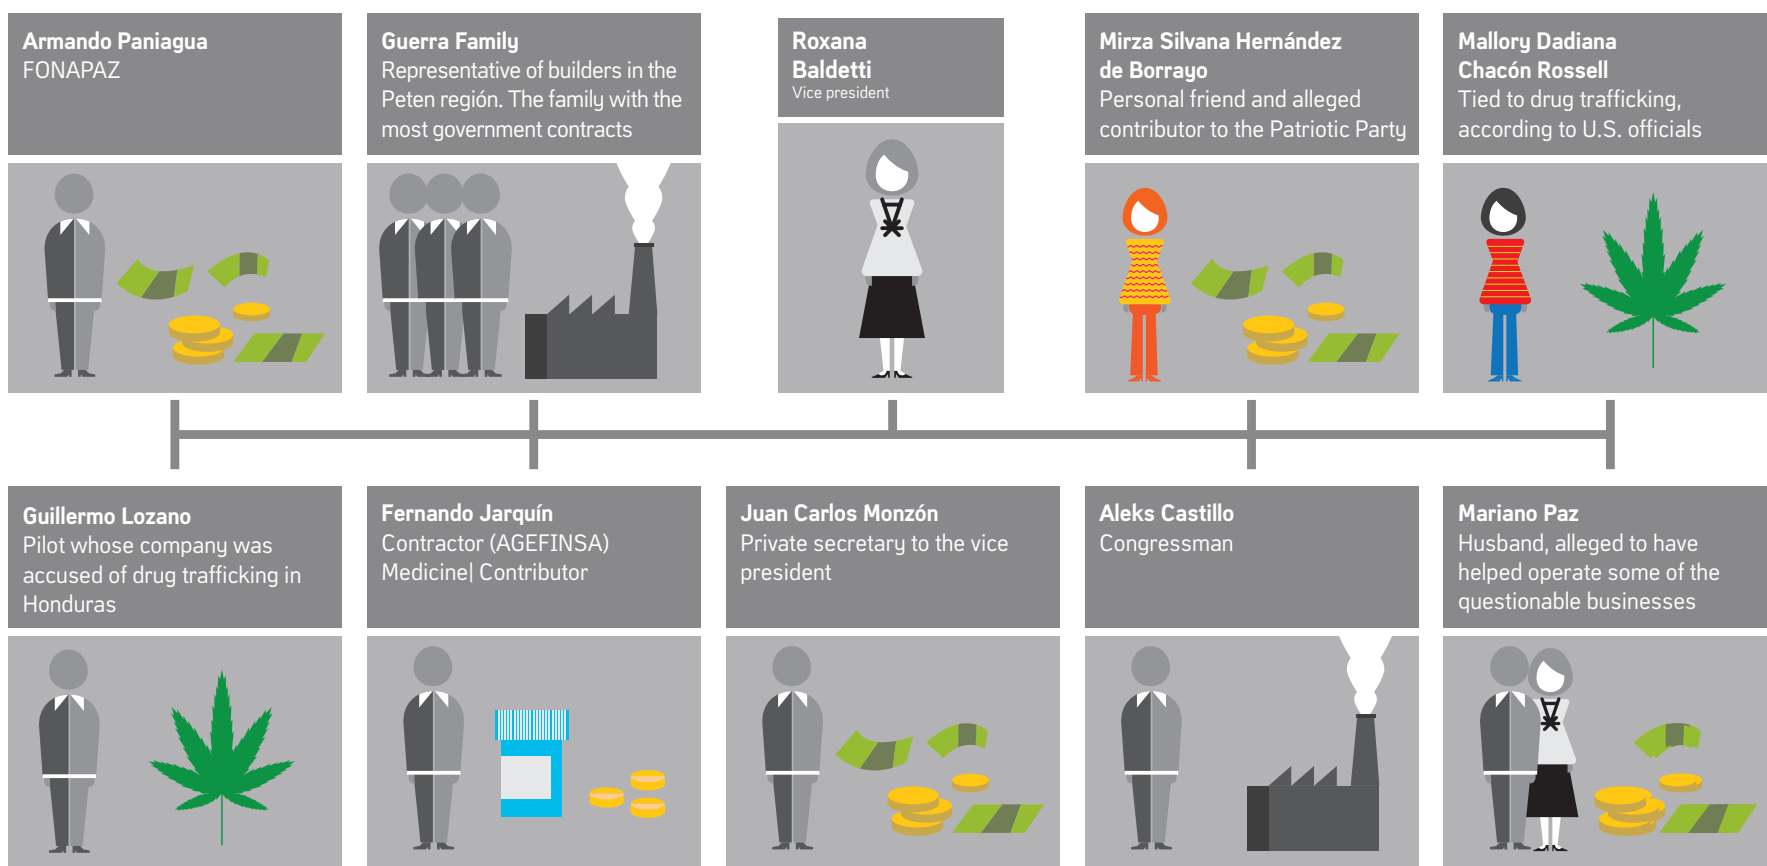 Armando Paniagua
FONAPAZ
Guerra Family
Representative of builders in the
Peten región. The family with the
most government contracts
Roxana
Baldetti
Vice president
Mirza Silvana Hernández
de Borrayo
Personal friend and alleged
contributor to the Patriotic Party
Mallory Dadiana
Chacón Rossell
Tied to drug trafficking,
according to U.S. officials
Guillermo Lozano
Pilot whose company was
accused of drug trafficking in
Honduras
Fernando Jarquín
Contractor (AGEFINSA)
Medicine| Contributor
Juan Carlos Monzón
Private secretary to the vice
president
Aleks Castillo
Congressman
Mariano Paz
Husband, alleged to have
helped operate some of the
questionable businesses